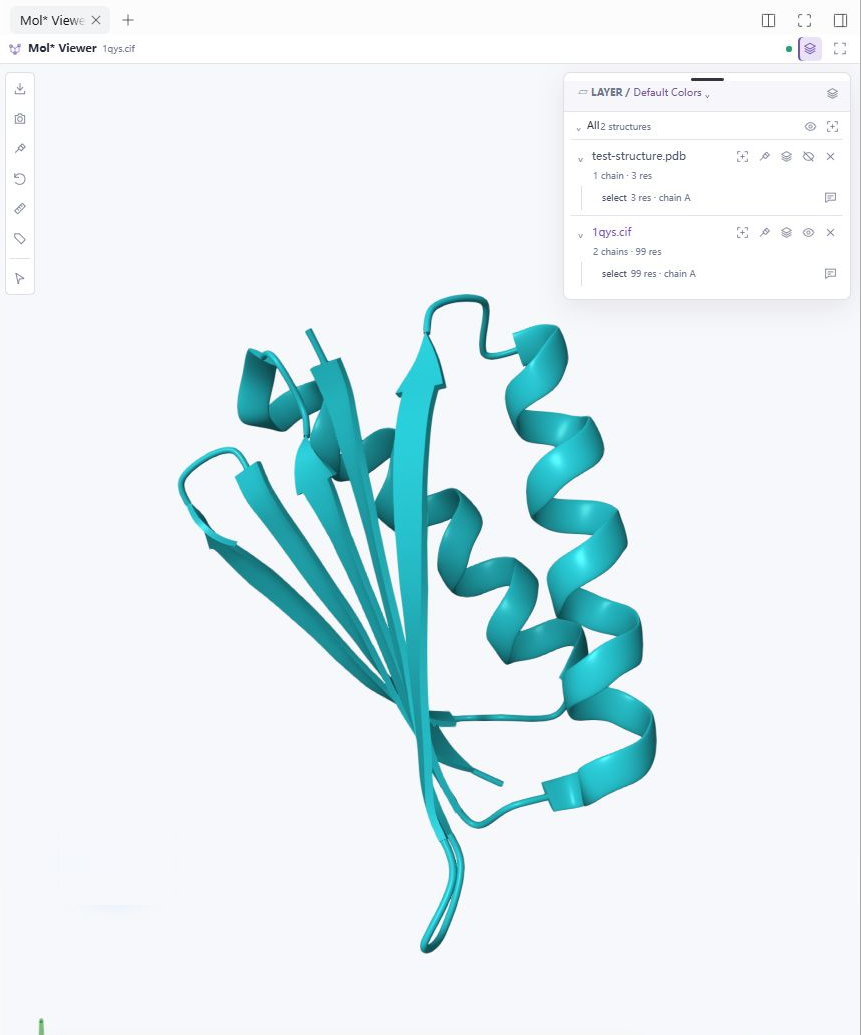 Mol* Viewe
Mol* Viewer 1qys.cif
LAYER / Default Colors
All 2 structures
test-structure.pdb
1 chain · 3 res
select 3 res · chain A
1qys.cif
2 chains · 99 res
select 99 res · chain A